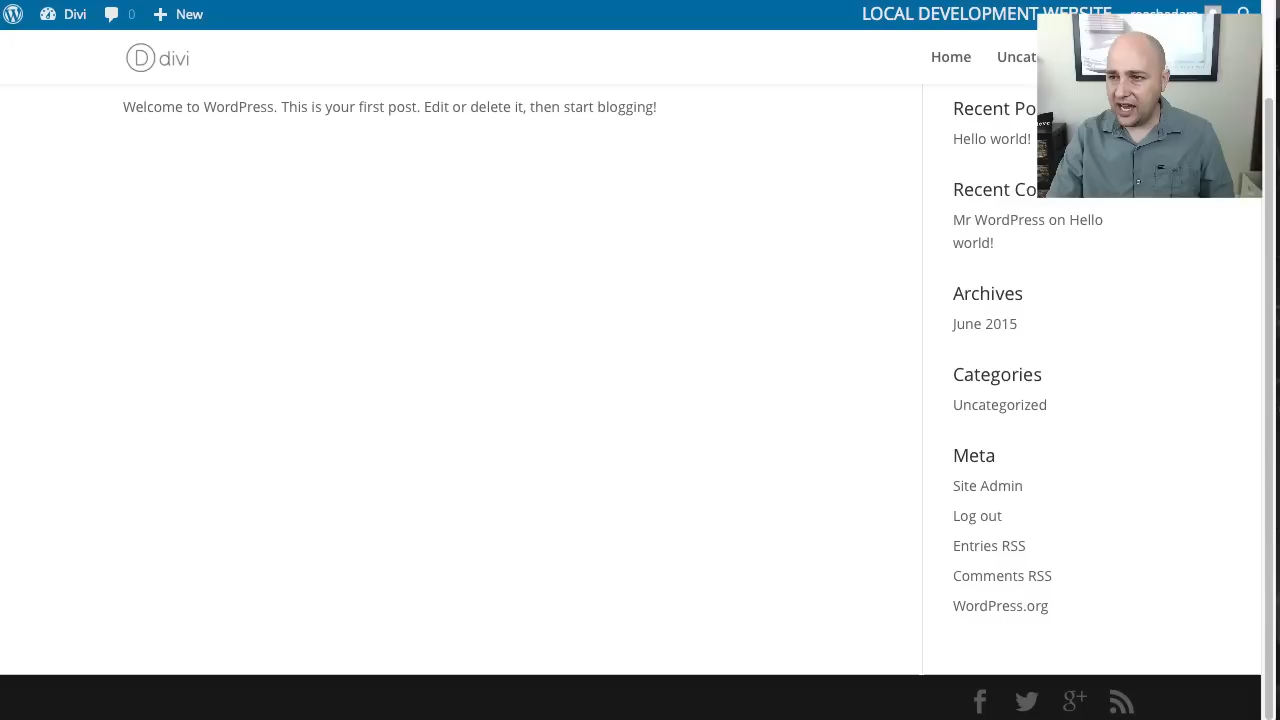 Divi
0
New
LOCAL DEVELOPMENT WEBSITE
divi
Home
Uncat
Welcome to WordPress. This is your first post. Edit or delete it, then start blogging!
Recent Po
Hello world!
Recent Co
Mr WordPress on Hello
world!
Archives
June 2015
Categories
Uncategorized
Meta
Site Admin
Log out
Entries RSS
Comments RSS
WordPress.org